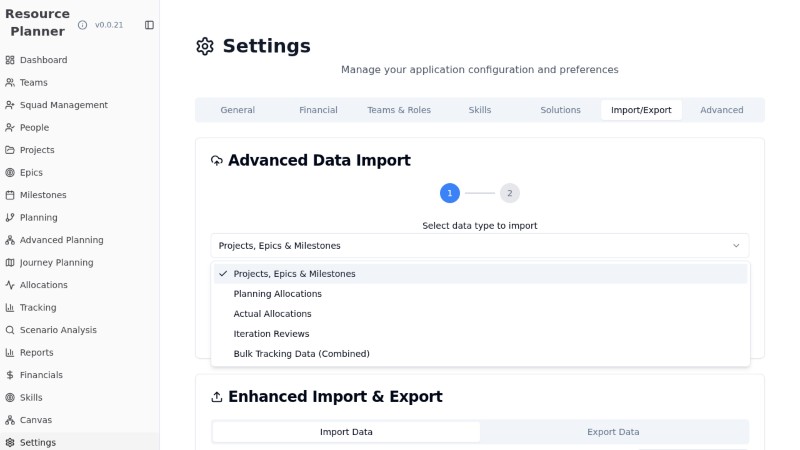 Resource
Planner
v0.0.21
Dashboard
Teams
Squad Management
People
Projects
Epics
Milestones
Planning
Advanced Planning
Journey Planning
Allocations
Tracking
Scenario Analysis
Reports
Financials
Skills
Canvas
Settings
Settings
Manage your application configuration and preferences
General
Financial
Teams & Roles
Skills
Solutions
Import/Export
Advanced
Advanced Data Import
1
2
Select data type to import
Projects, Epics & Milestones
Projects, Epics & Milestones
Planning Allocations
Actual Allocations
Iteration Reviews
Bulk Tracking Data (Combined)
Enhanced Import & Export
Import Data
Export Data